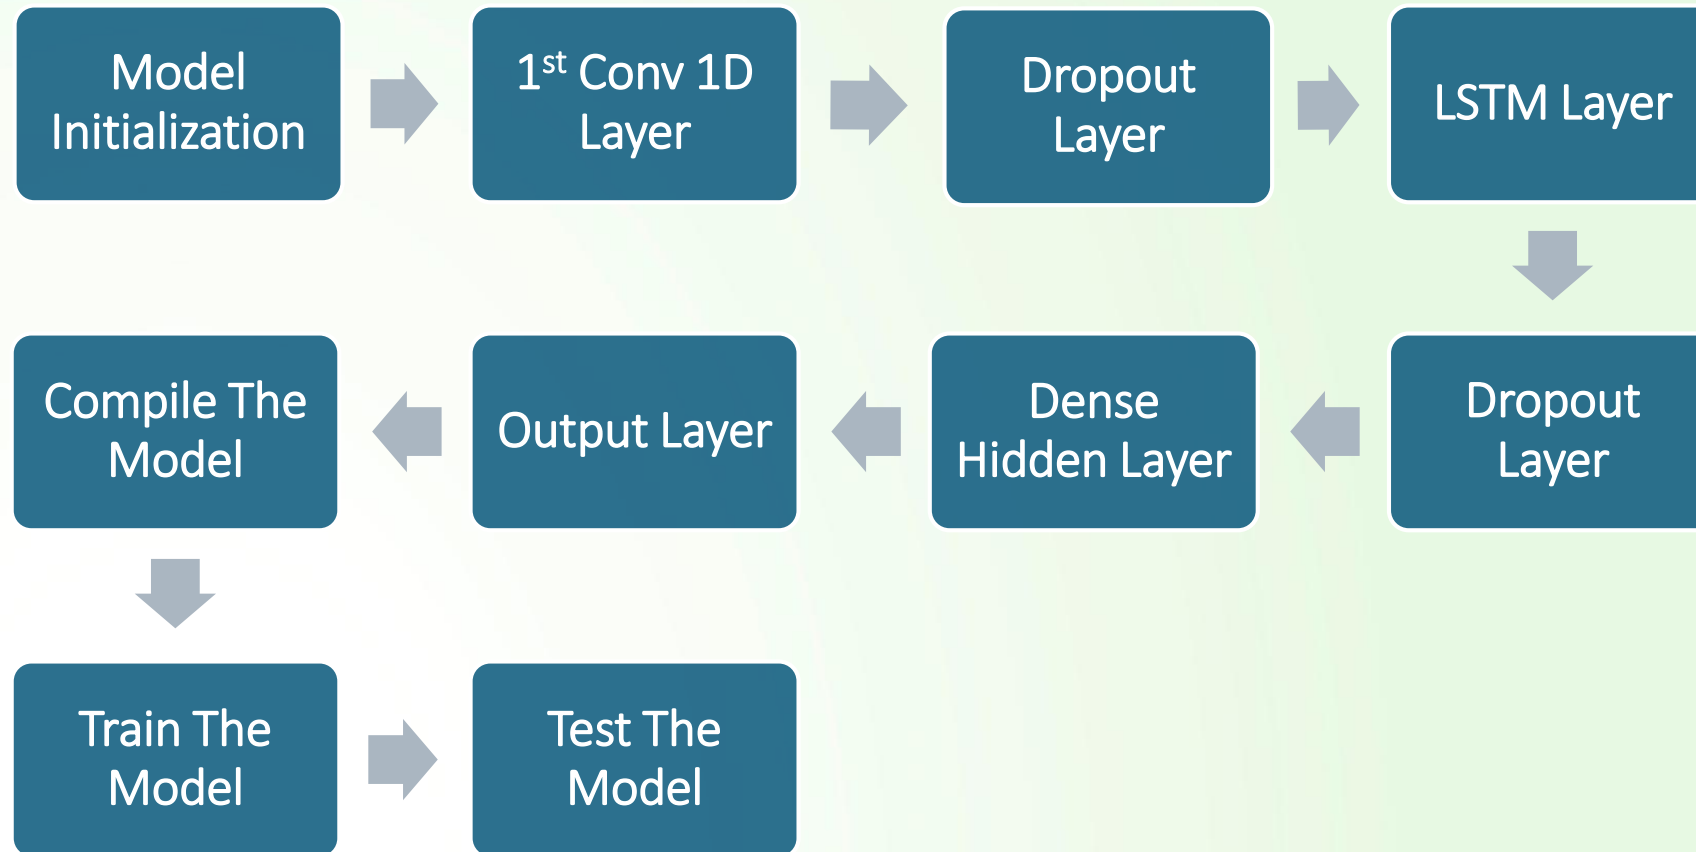 Model
Initialization
1st Conv 1D
Layer
Dropout
Layer
LSTM Layer
Dropout
Layer
Dense
Hidden Layer
Output Layer
Compile The
Model
Train The
Model
Test The
Model